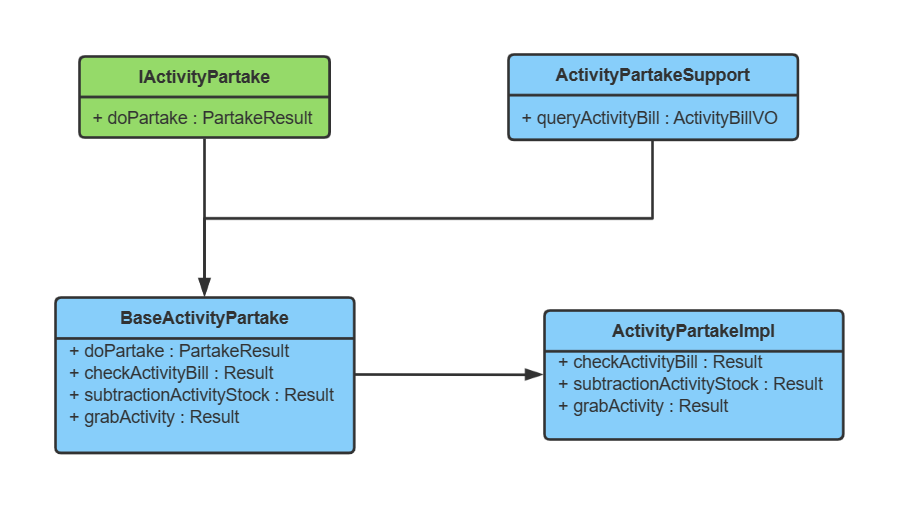 IActivityPartake
+ doPartake : PartakeResult
ActivityPartakeSupport
+ queryActivityBill : ActivityBillVO
BaseActivityPartake
+ doPartake : PartakeResult
+ checkActivityBill : Result
+ subtractionActivityStock : Result
+ grabActivity : Result
ActivityPartakeImpl
+ checkActivityBill : Result
+ subtractionActivityStock : Result
+ grabActivity : Result